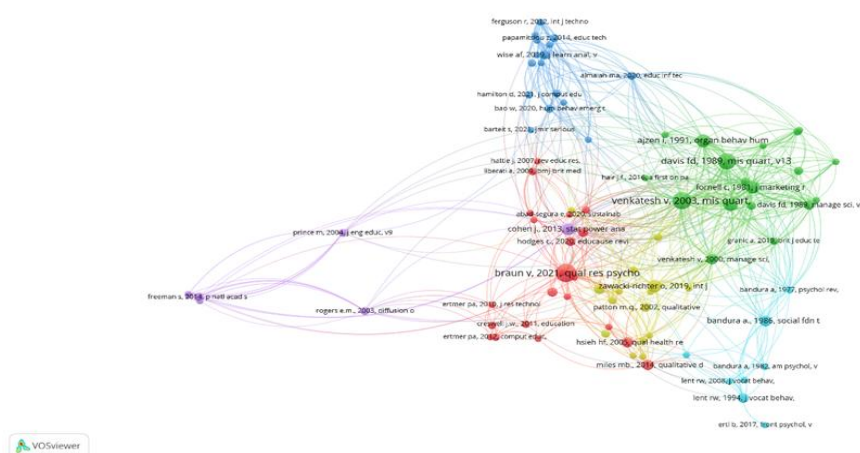 ferguson r, 2012, int j techno
papamitsiou z, 2014, educ tech
wise af, 2019, j learn anal, v
almaiah ma, 2020, educ inf tec
hamilton d, 2021, j comput edu
bao w, 2020, hum behav emerg t
barteit s, 2021, jmir serious
ajzen i, 1991, organ behav hum
hattie j, 2007, rev educ res,
davis fd, 1989, mis quart, v13
liberati a, 2009, bmj-brit med
hair j.f., 2016, a first on pa
fornell c, 1981, j marketing r
venkatesh v, 2003, mis quart,
davis fd, 1989, manage sci, v
abad-segura e, 2020, sustainab
cohen j., 2013, stat power ana
prince m, 2004, j eng educ, v9
hodges c., 2020, educause revi
granic a, 2019, brit j educ te
venkatesh v, 2000, manage sci,
braun v, 2021, qual res psycho
zawacki-richter o, 2019, int j
bandura a, 1977, psychol rev,
freeman s, 2014, p natl acad s
ertmer pa, 2010, j res technol
patton m.q., 2002, qualitative
rogers e.m., 2003, diffusion o
bandura a., 1986, social fdn t
creswell j.w., 2011, education
ertmer pa, 2012, comput educ,
hsieh hf, 2005, qual health re
miles mb., 2014, qualitative d
bandura a, 1982, am psychol, v
lent rw, 2008, j vocat behav,
lent rw, 1994, j vocat behav,
ertl b, 2017, front psychol, v
VOSviewer